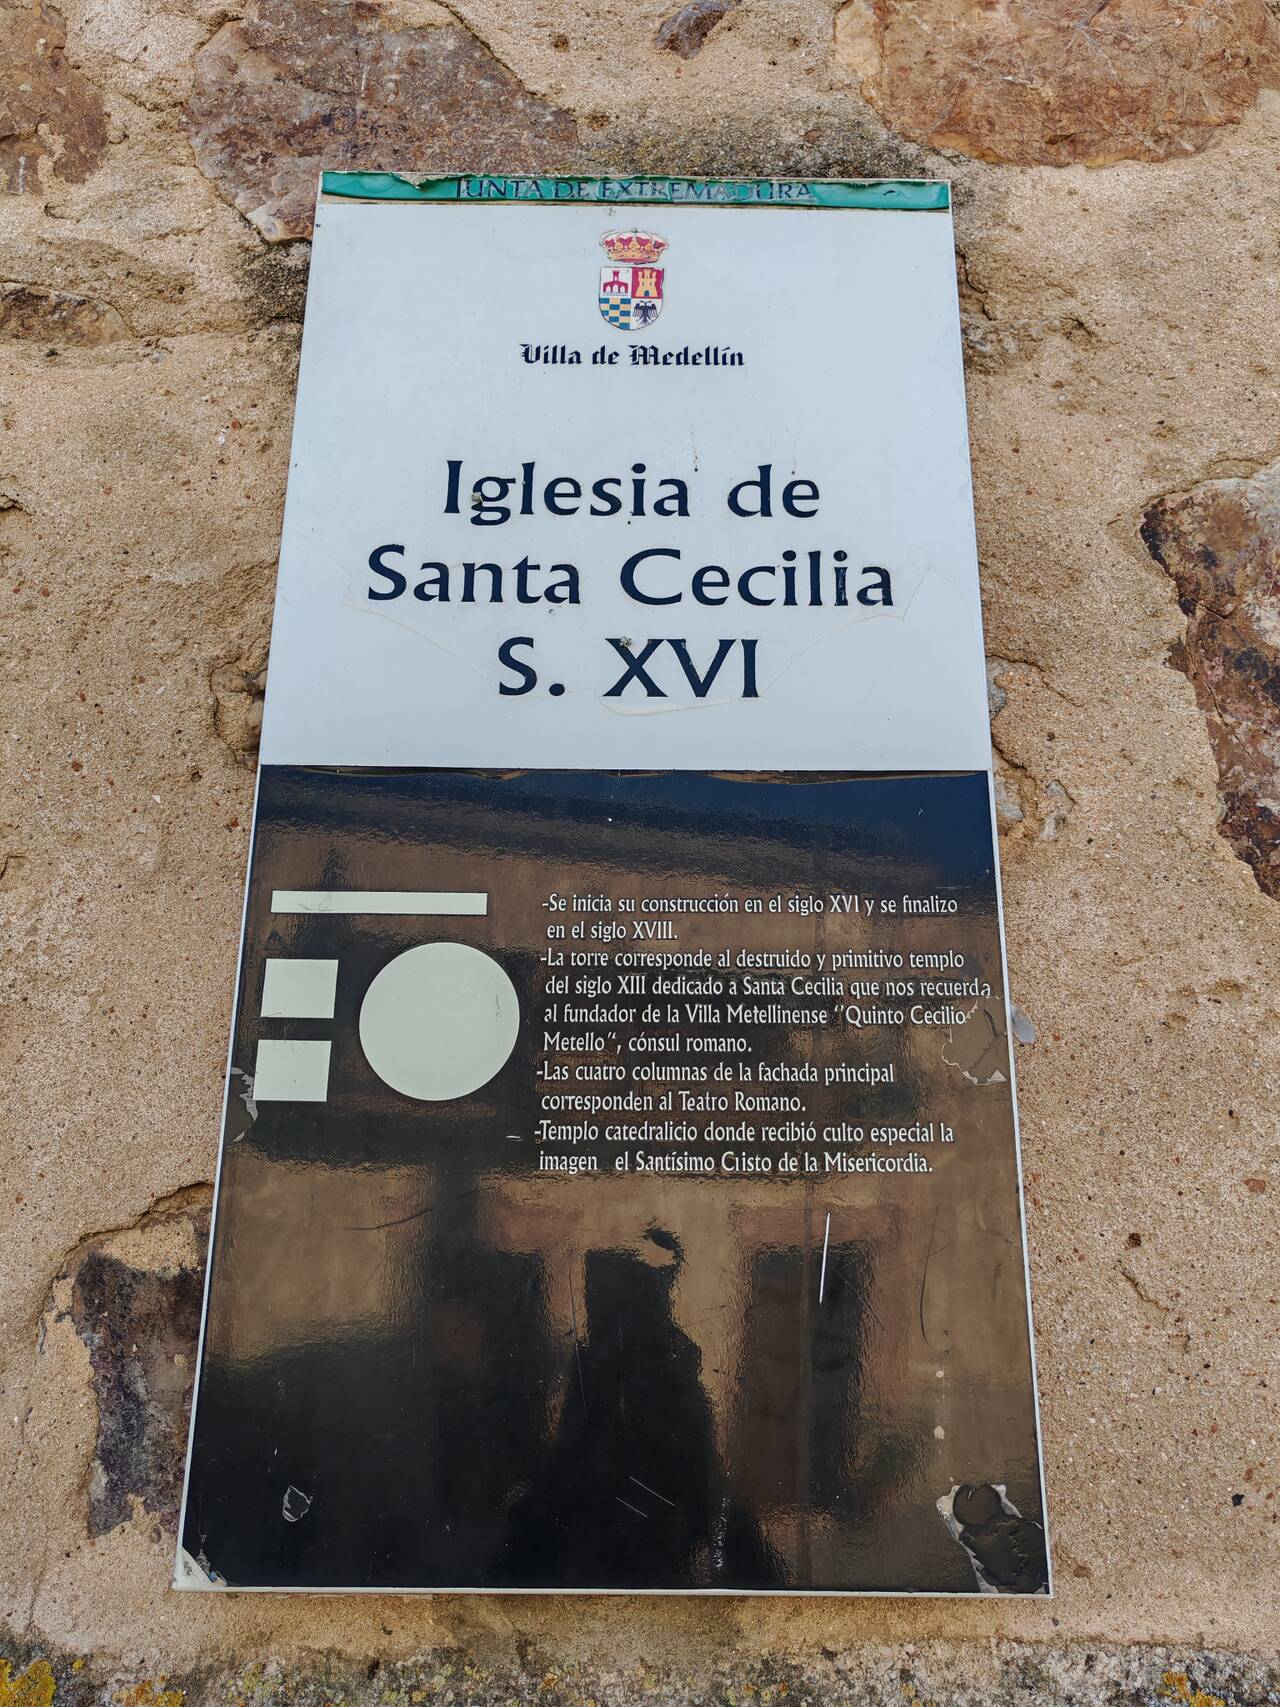 JUNTA DE EXTREMADURA
Villa de Medellín
Iglesia de
Santa Cecilia
S. XVI
-Se inicia su construcción en el siglo XVI y se finalizo
en el siglo XVIII.
-La torre corresponde al destruido y primitivo templo
del siglo XIII dedicado a Santa Cecilia que nos recuerda
al fundador de la Villa Metellinense "Quinto Cecilio
Metello", cónsul romano.
-Las cuatro columnas de la fachada principal
corresponden al Teatro Romano.
-Templo catedralicio donde recibió culto especial la
imagen el Santísimo Cristo de la Misericordia.